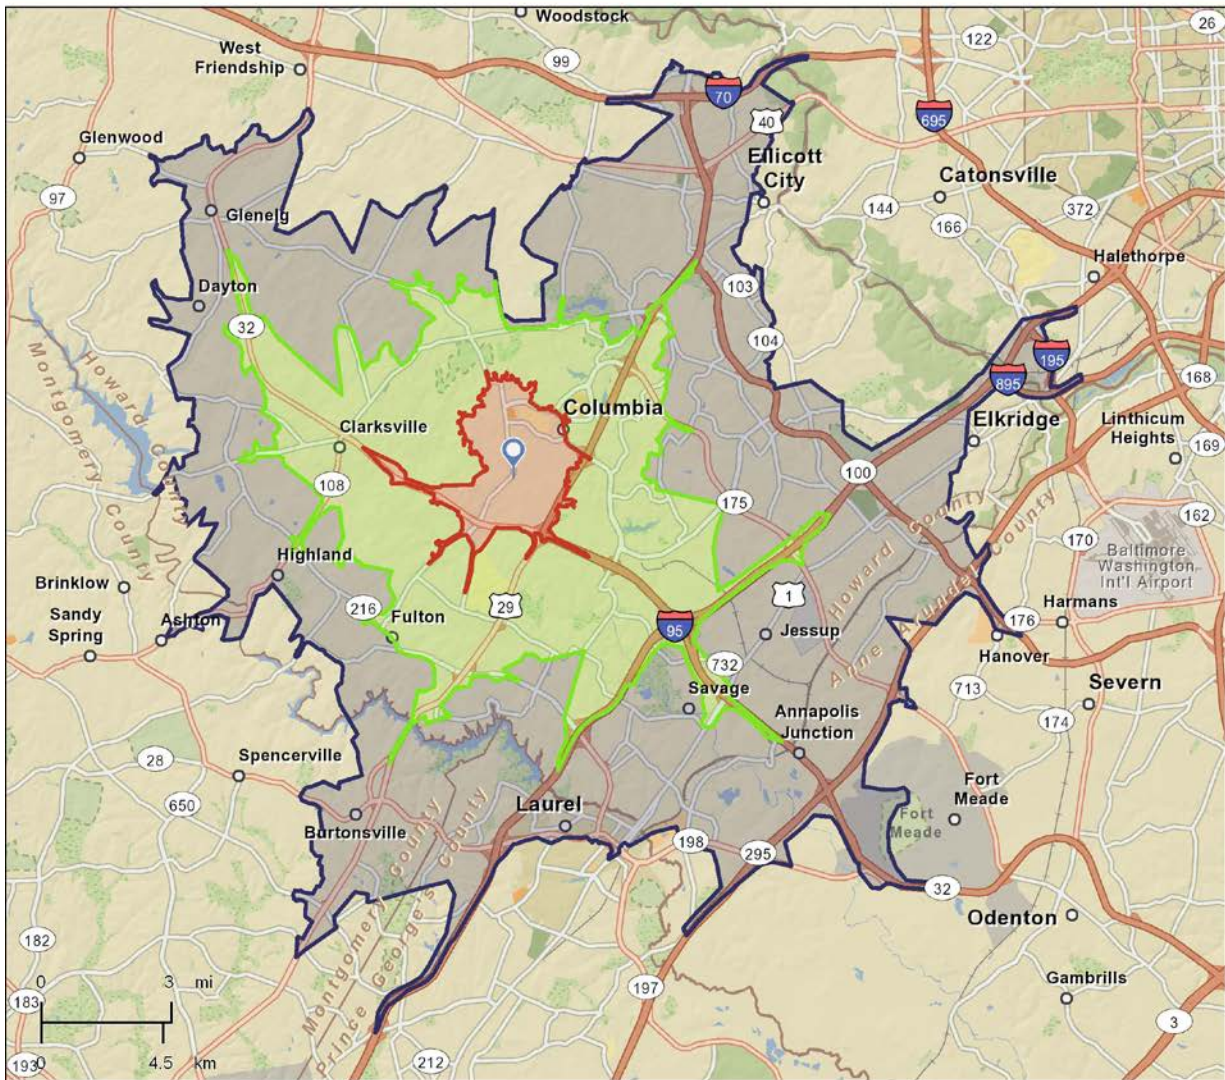 Woodstock
26
122
West
Friendship
99
70
40
695
Glenwood
Ellicott
City
Catonsville
97
144
372
166
Glenelg
Halethorpe
103
Dayton
32
104
195
895
168
Howard County
Montgomery County
Columbia
Elkridge
Linthicum
Heights
169
Clarksville
108
100
175
162
Howard County
Anne Arundel County
170
Baltimore
Washington
Int'l Airport
Highland
Brinklow
29
1
Harmans
216
Fulton
Sandy
Spring
Ashton
95
Jessup
176
Hanover
732
713
Severn
Savage
174
Annapolis
Junction
28
Spencerville
650
Fort
Meade
Fort
Meade
Laurel
Burtonsville
198
295
32
Montgomery County
Prince George's County
Odenton
182
0 3 mi
183
197
Gambrills
3
0 4.5 km
193
212